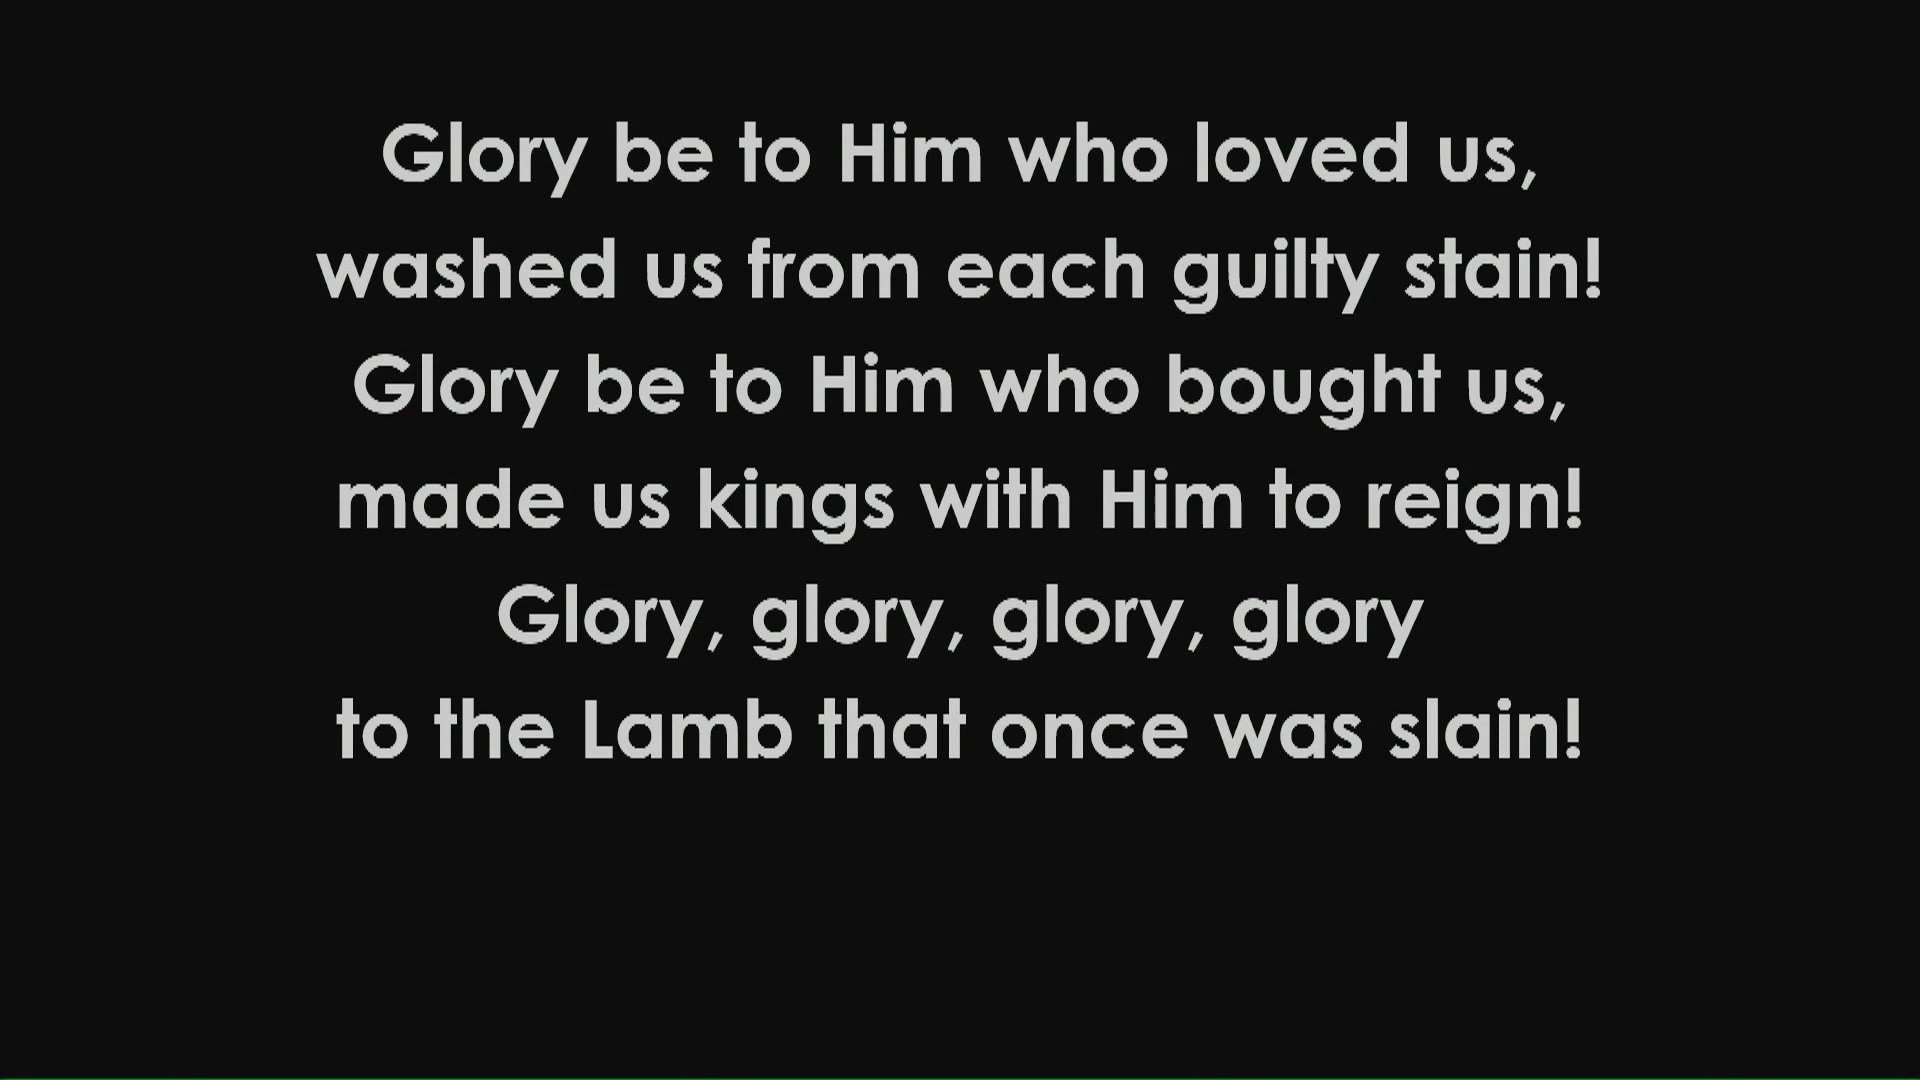 Glory be to Him who loved us,
washed us from each guilty stain!
Glory be to Him who bought us,
made us kings with Him to reign!
Glory, glory, glory, glory
to the Lamb that once was slain!